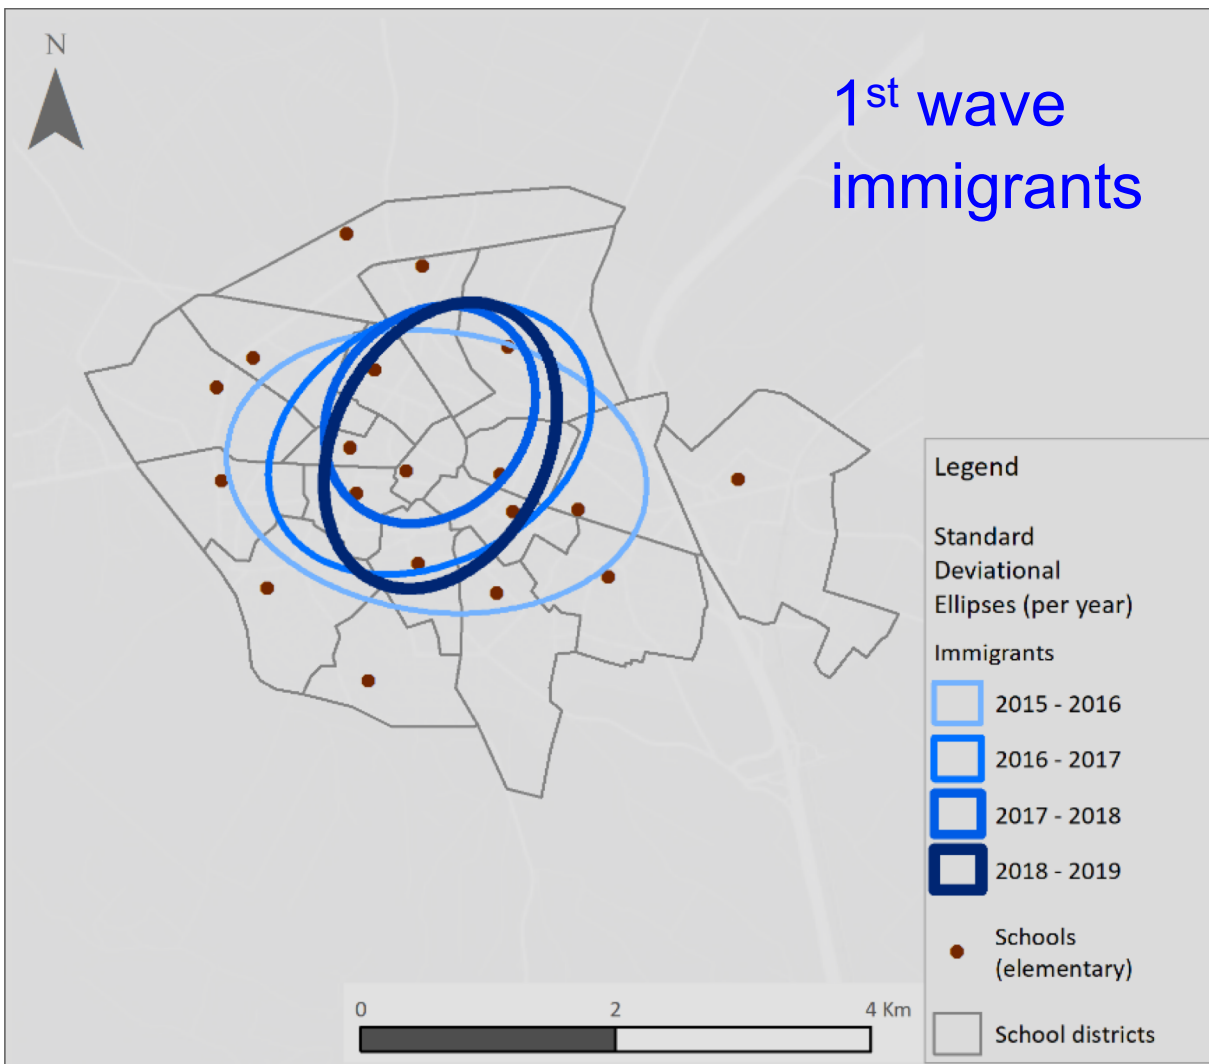 N
1st wave
immigrants
Legend
Standard
Deviational
Ellipses (per year)
Immigrants
2015 - 2016
2016 - 2017
2017 - 2018
2018 - 2019
Schools
(elementary)
School districts
0 2 4 Km